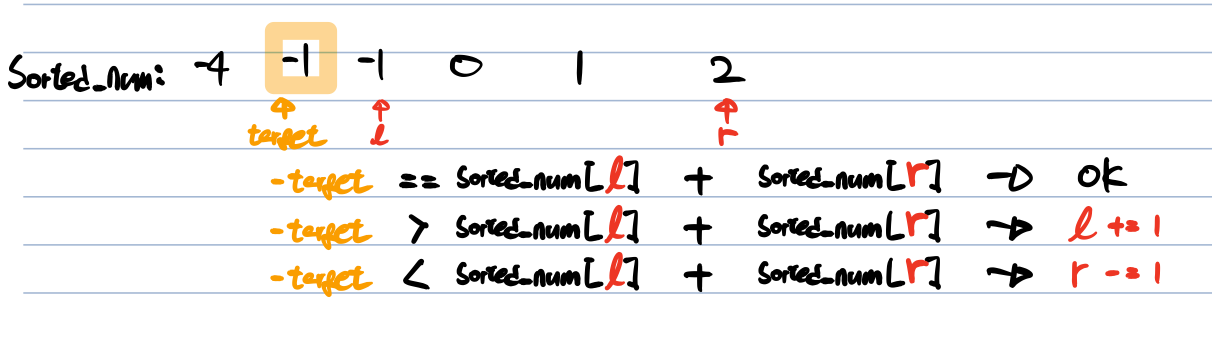 Sorted_num: -4 -1 -1 0 1 2
target l r
-target == Sorted_num[l] + Sorted_num[r] → ok
-target > Sorted_num[l] + Sorted_num[r] → l += 1
-target < Sorted_num[l] + Sorted_num[r] → r -= 1